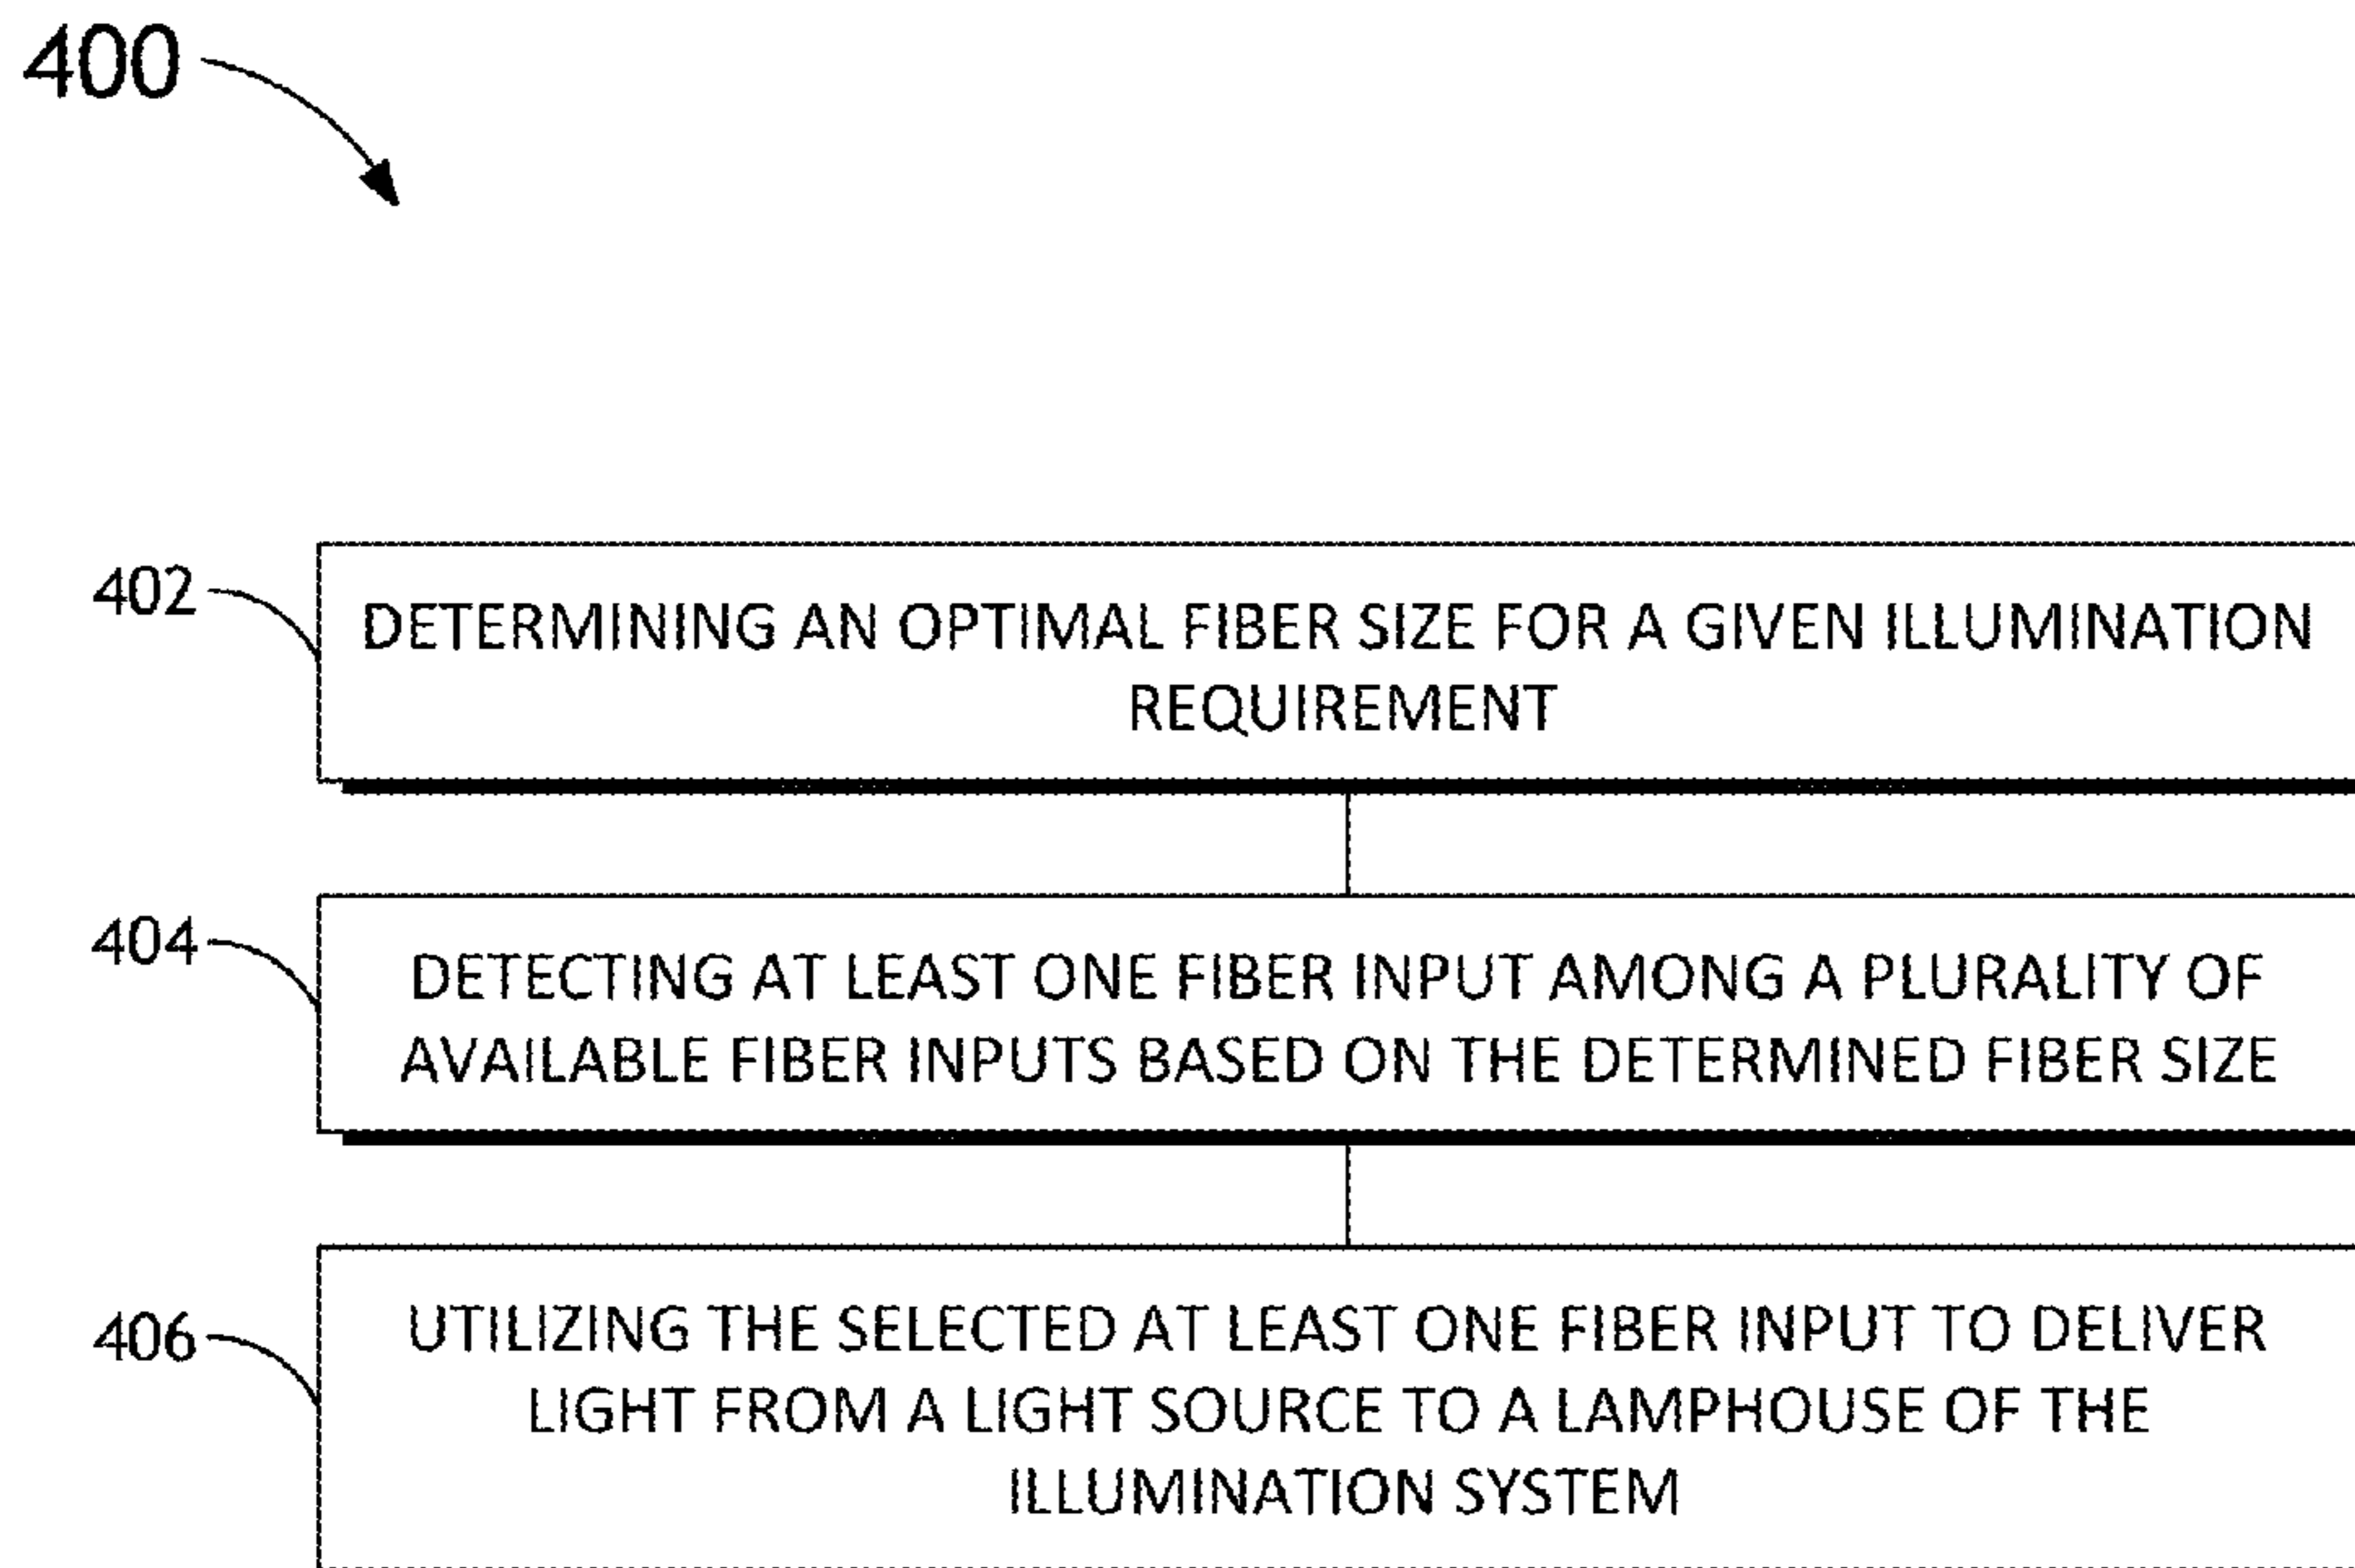 400
402
DETERMINING AN OPTIMAL FIBER SIZE FOR A GIVEN ILLUMINATION
REQUIREMENT
404
DETECTING AT LEAST ONE FIBER INPUT AMONG A PLURALITY OF
AVAILABLE FIBER INPUTS BASED ON THE DETERMINED FIBER SIZE
406
UTILIZING THE SELECTED AT LEAST ONE FIBER INPUT TO DELIVER
LIGHT FROM A LIGHT SOURCE TO A LAMPHOUSE OF THE
ILLUMINATION SYSTEM